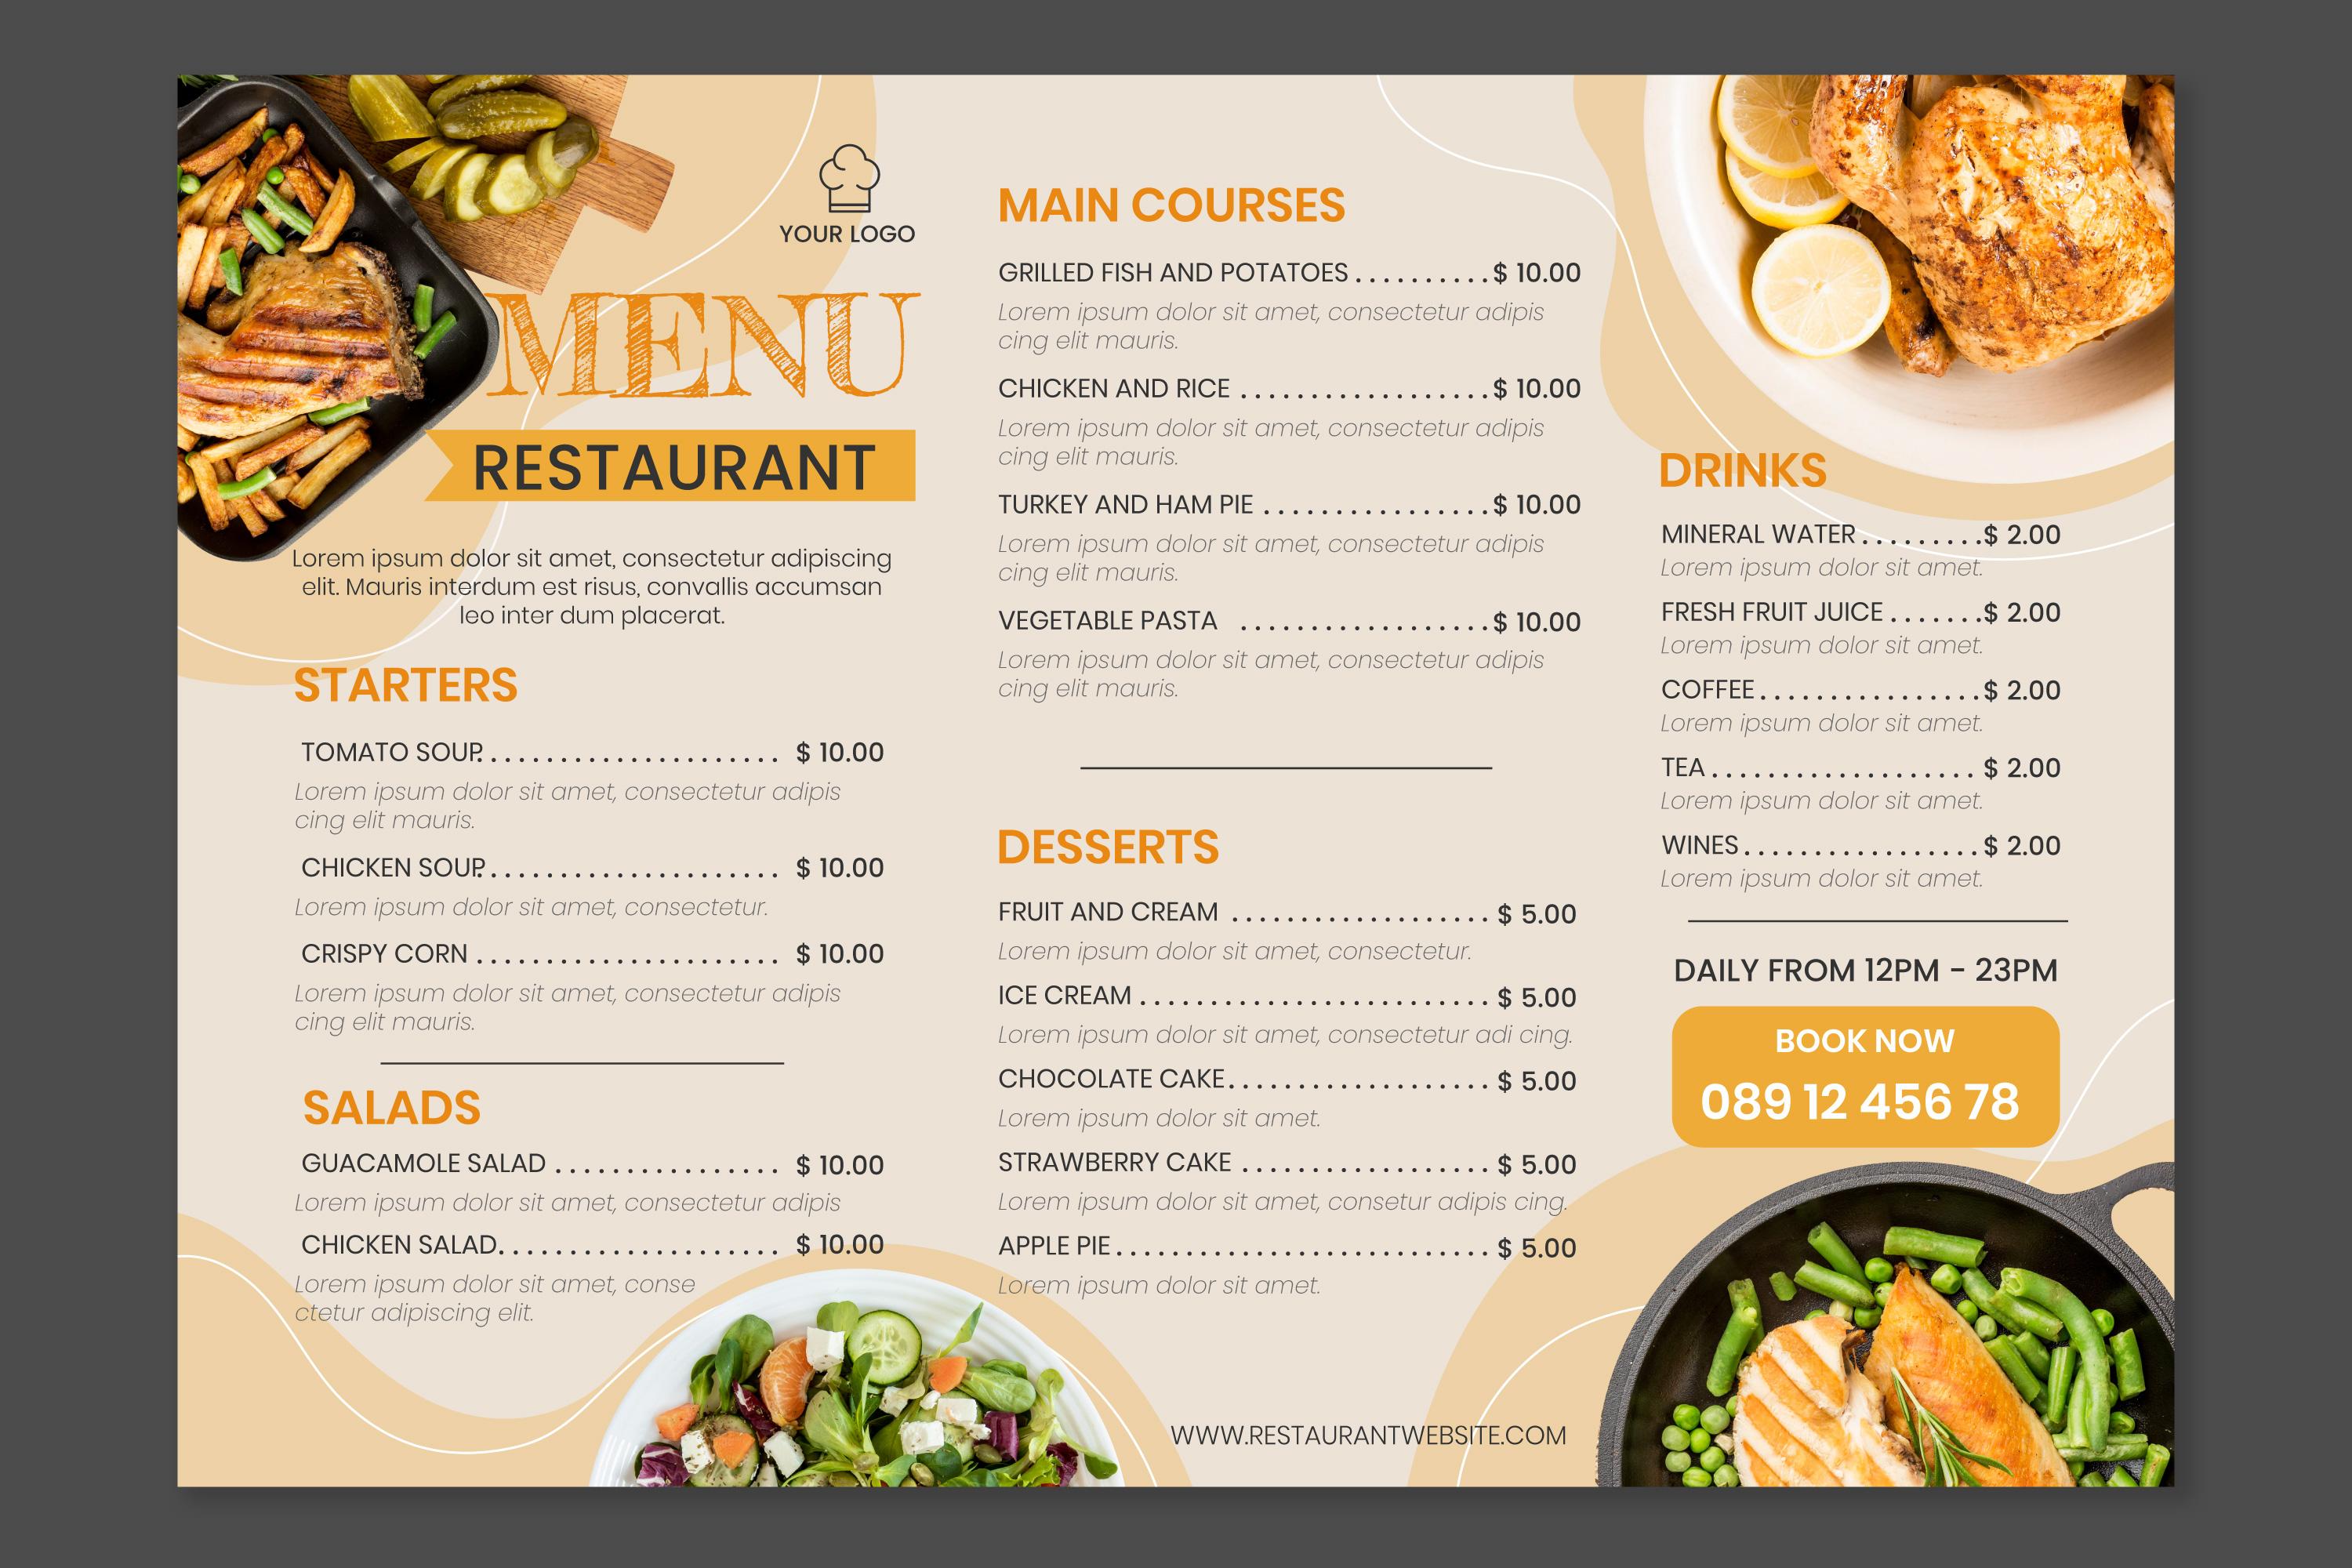 YOUR LOGO
MENU
RESTAURANT
Lorem ipsum dolor sit amet, consectetur adipiscing
elit. Mauris interdum est risus, convallis accumsan
leo inter dum placerat.
STARTERS
TOMATO SOUP..................... $ 10.00
Lorem ipsum dolor sit amet, consectetur adipis
cing elit mauris.
CHICKEN SOUP..................... $ 10.00
Lorem ipsum dolor sit amet, consectetur.
CRISPY CORN ...................... $ 10.00
Lorem ipsum dolor sit amet, consectetur adipis
cing elit mauris.
SALADS
GUACAMOLE SALAD ................ $ 10.00
Lorem ipsum dolor sit amet, consectetur adipis
CHICKEN SALAD.................... $ 10.00
Lorem ipsum dolor sit amet, conse
ctetur adipiscing elit.
MAIN COURSES
GRILLED FISH AND POTATOES..........$ 10.00
Lorem ipsum dolor sit amet, consectetur adipis
cing elit mauris.
CHICKEN AND RICE ..................$ 10.00
Lorem ipsum dolor sit amet, consectetur adipis
cing elit mauris.
TURKEY AND HAM PIE ................$ 10.00
Lorem ipsum dolor sit amet, consectetur adipis
cing elit mauris.
VEGETABLE PASTA ..................$ 10.00
Lorem ipsum dolor sit amet, consectetur adipis
cing elit mauris.
DESSERTS
FRUIT AND CREAM ................... $ 5.00
Lorem ipsum dolor sit amet, consectetur.
ICE CREAM ......................... $ 5.00
Lorem ipsum dolor sit amet, consectetur adi cing.
CHOCOLATE CAKE................... $ 5.00
Lorem ipsum dolor sit amet.
STRAWBERRY CAKE .................. $ 5.00
Lorem ipsum dolor sit amet, consetur adipis cing.
APPLE PIE........................... $ 5.00
Lorem ipsum dolor sit amet.
WWW.RESTAURANTWEBSITE.COM
DRINKS
MINERAL WATER.........$ 2.00
Lorem ipsum dolor sit amet.
FRESH FRUIT JUICE.......$ 2.00
Lorem ipsum dolor sit amet.
COFFEE................$ 2.00
Lorem ipsum dolor sit amet.
TEA................... $ 2.00
Lorem ipsum dolor sit amet.
WINES.................$ 2.00
Lorem ipsum dolor sit amet.
DAILY FROM 12PM - 23PM
BOOK NOW
089 12 456 78